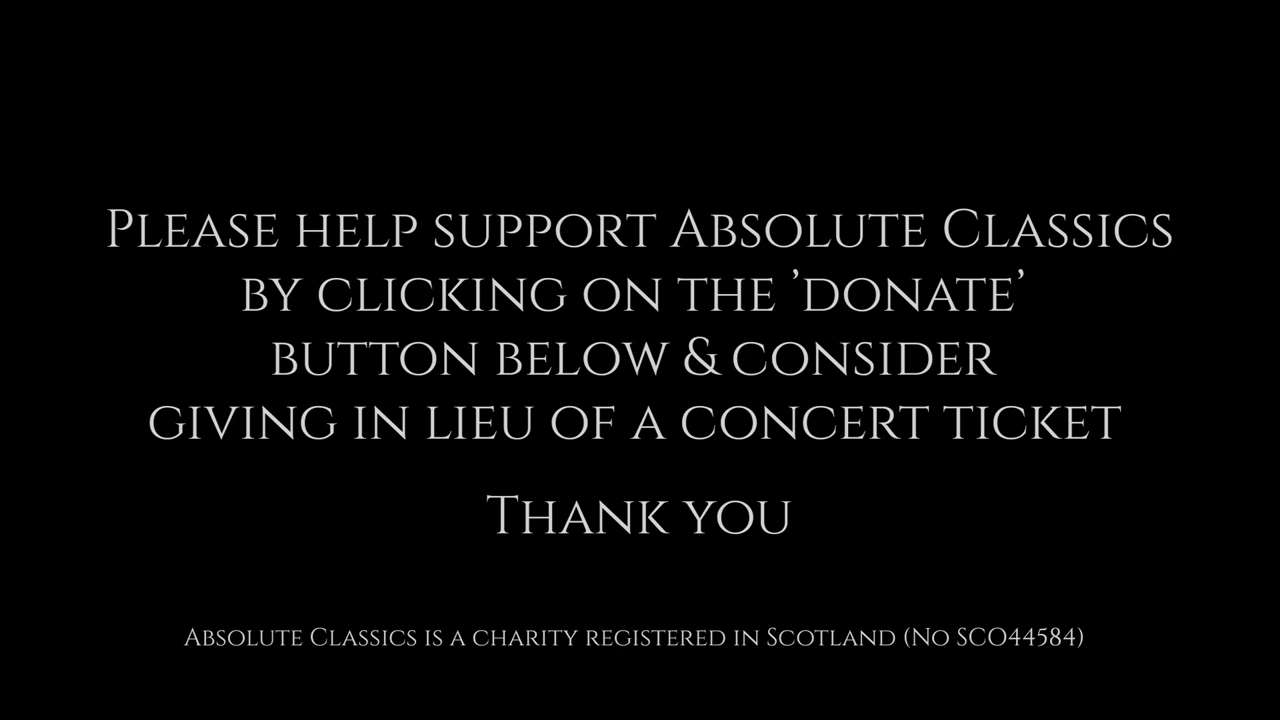 Please help support Absolute Classics
by clicking on the ’donate’
button below & consider
giving in lieu of a concert ticket
Thank you
Absolute Classics is a charity registered in Scotland (No SCO44584)